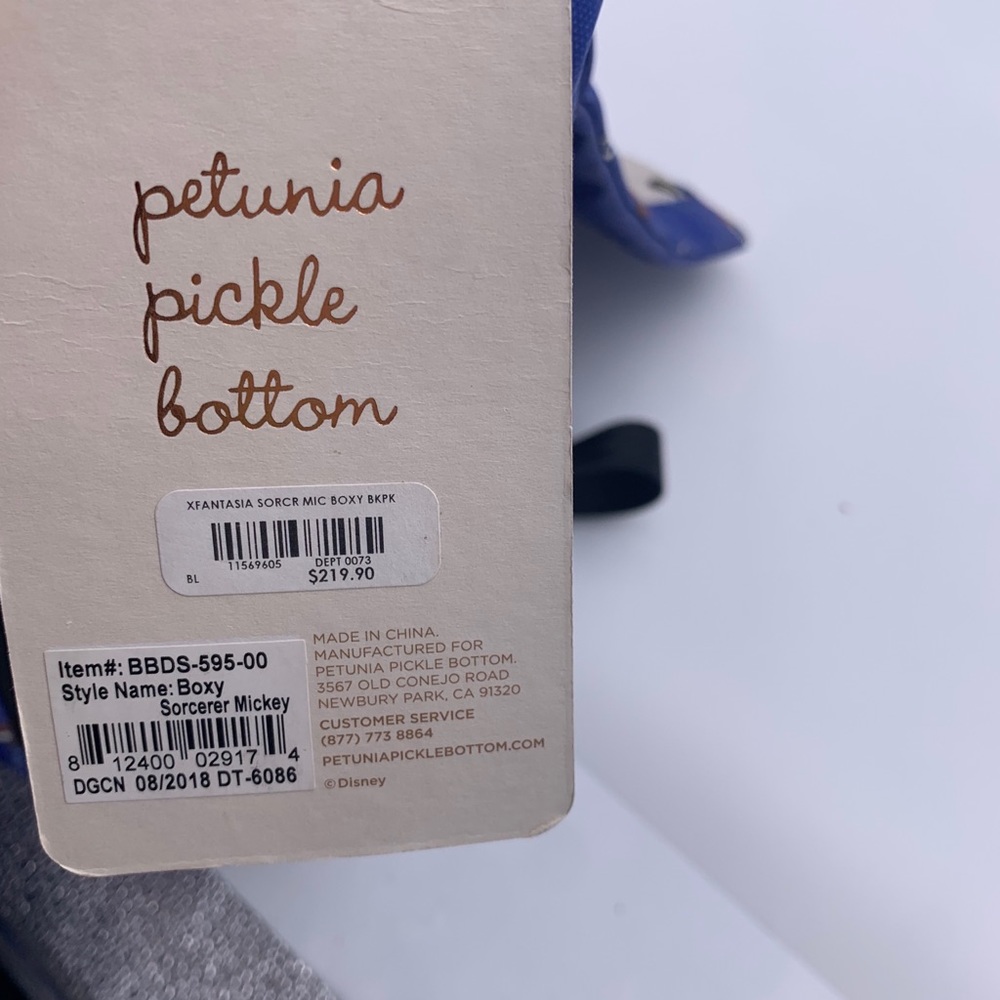 petunia
pickle
bottom
XFANTASIA SORCR MIC BOXY BKPK
11569605
DEPT 0073
BL
$219.90
Item#: BBDS-595-00
Style Name: Boxy
Sorcerer Mickey
8 12400 02917 4
DGCN 08/2018 DT-6086
MADE IN CHINA.
MANUFACTURED FOR
PETUNIA PICKLE BOTTOM.
3567 OLD CONEJO ROAD
NEWBURY PARK, CA 91320
CUSTOMER SERVICE
(877) 773 8864
PETUNIAPICKLEBOTTOM.COM
©Disney